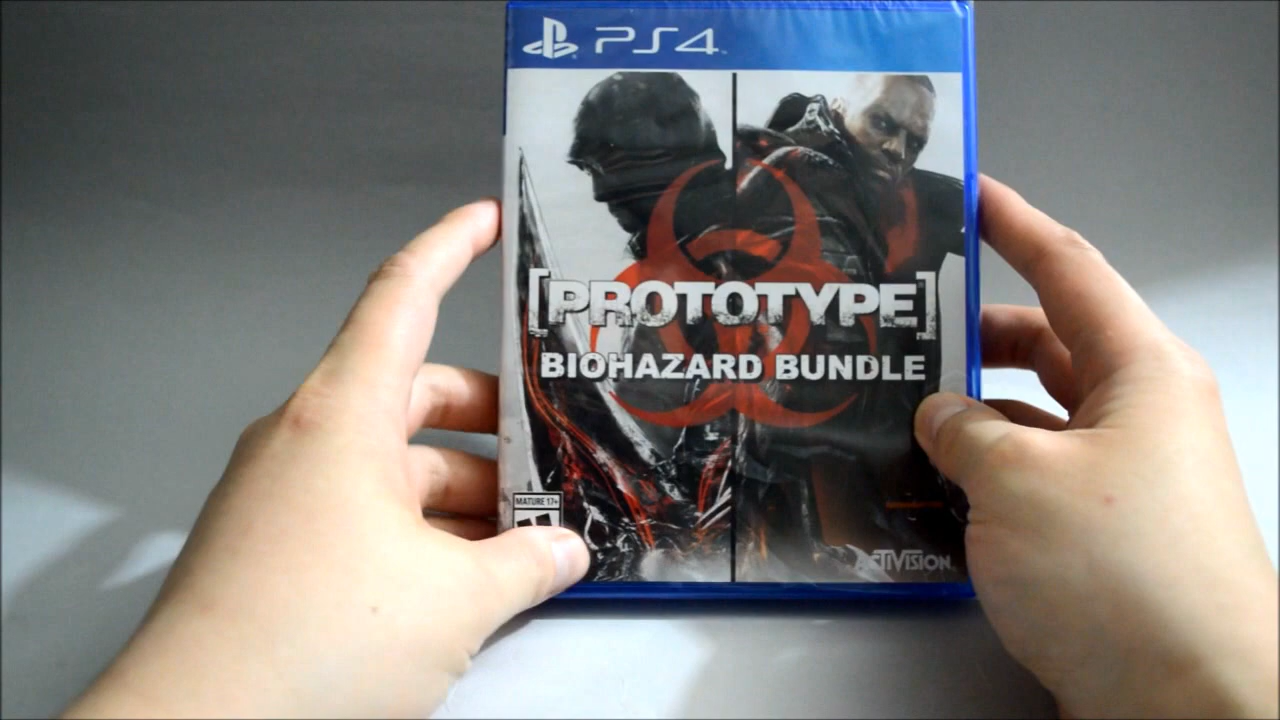 PS4
[PROTOTYPE]
BIOHAZARD BUNDLE
MATURE 17+
ACTIVISION